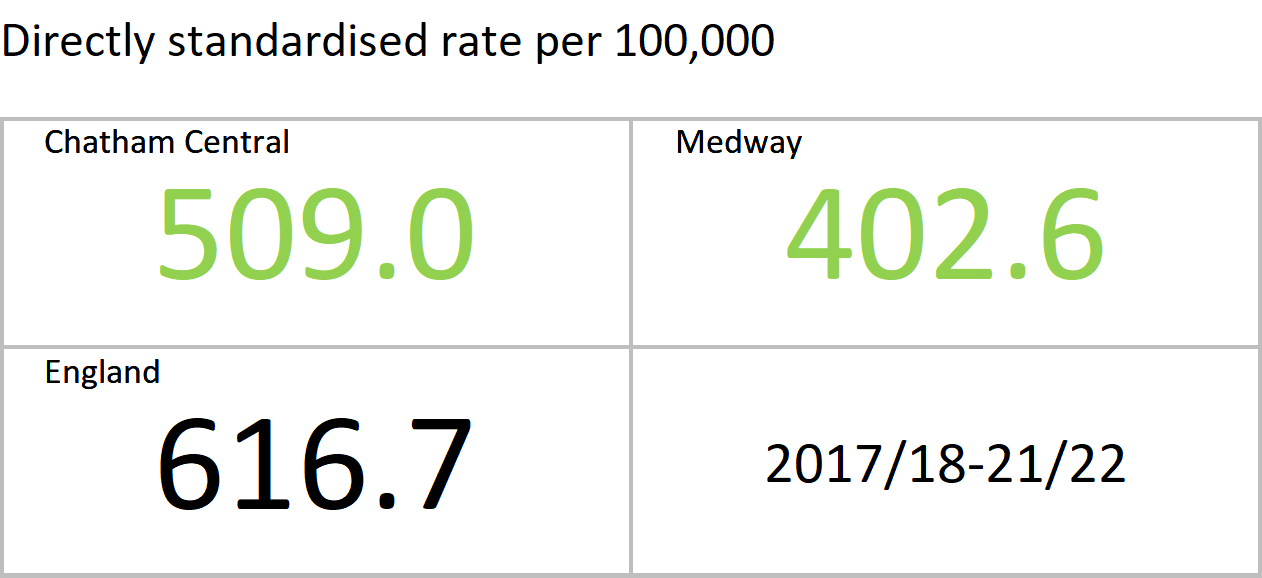 Directly standardised rate per 100,000
Chatham Central
509.0
Medway
402.6
England
616.7
2017/18-21/22